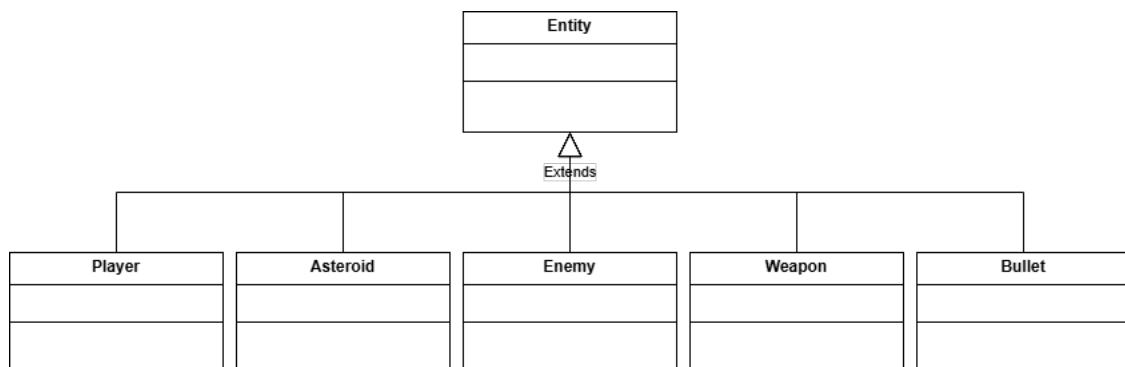 Entity
Extends
Player
Asteroid
Enemy
Weapon
Bullet